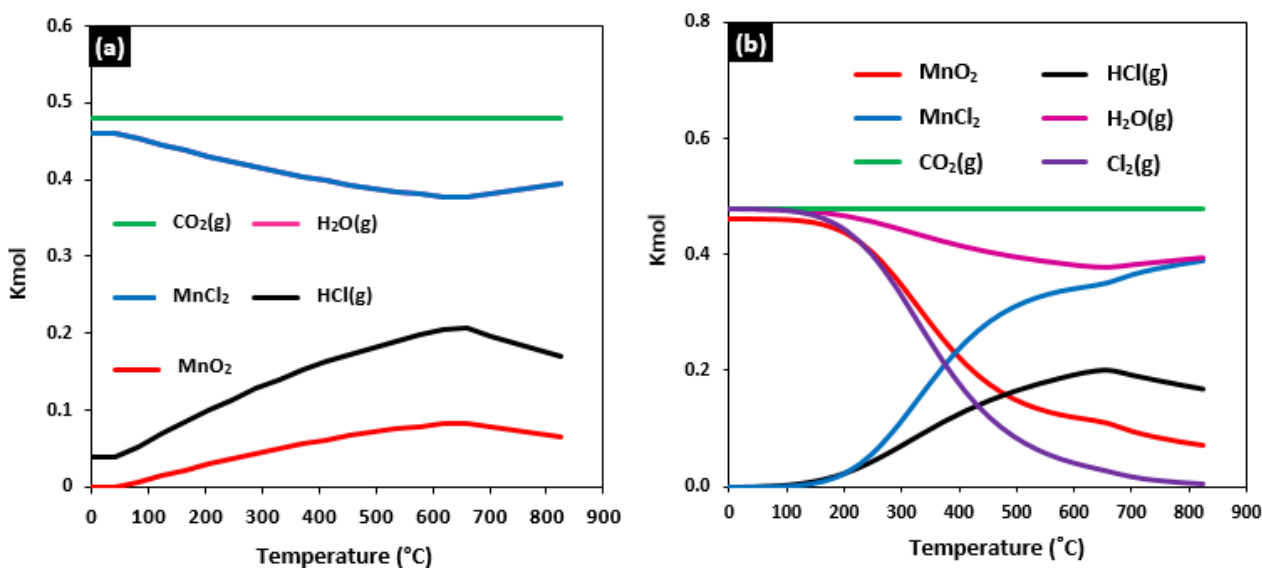 (a)
0.6
0.5
0.4
0.3
0.2
0.1
0
Kmol
CO₂(g) H₂O(g)
MnCl₂ HCl(g)
MnO₂
0 100 200 300 400 500 600 700 800 900
Temperature (°C)
(b)
0.8
0.6
0.4
0.2
0.0
Kmol
MnO₂ HCl(g)
MnCl₂ H₂O(g)
CO₂(g) Cl₂(g)
0 100 200 300 400 500 600 700 800 900
Temperature (˚C)